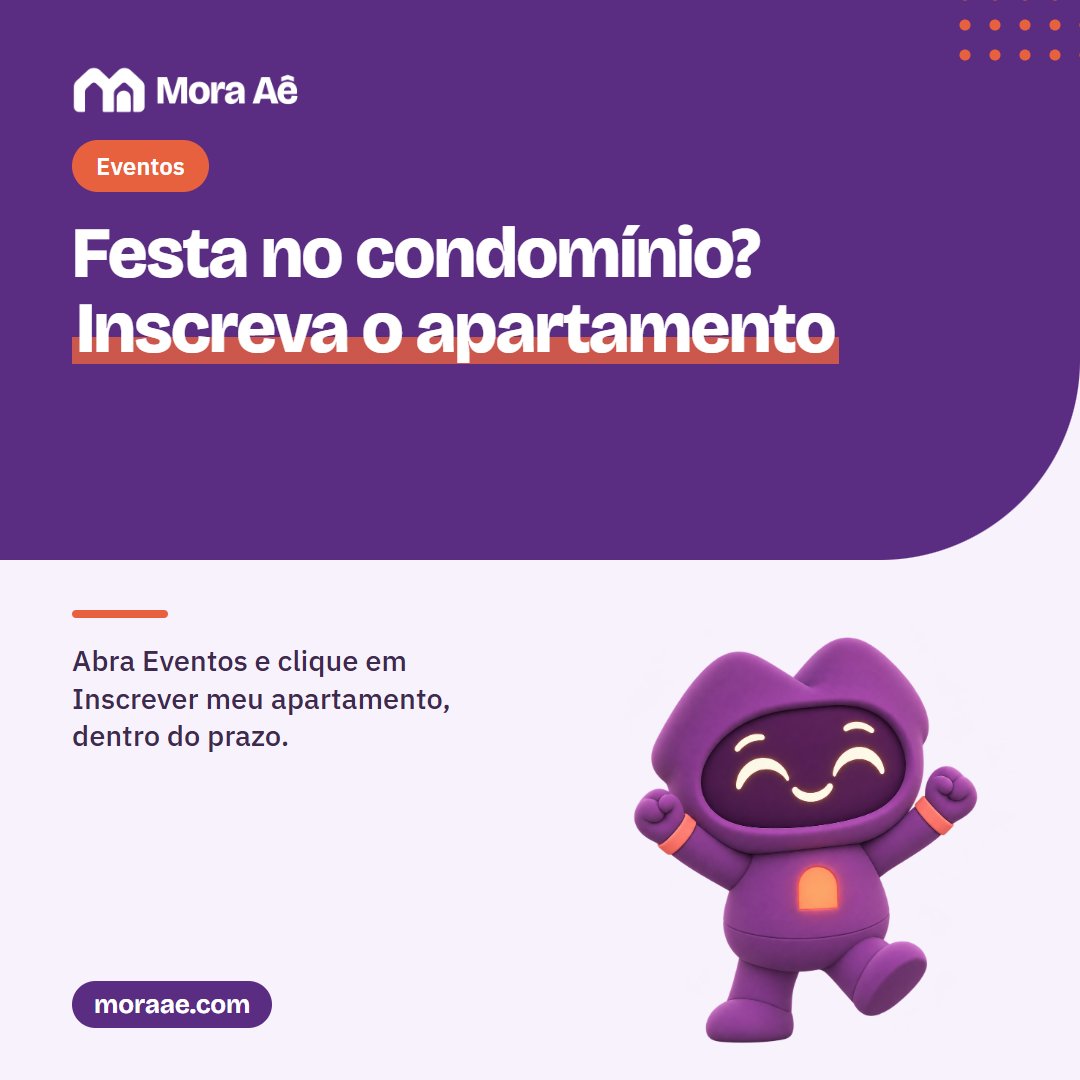 Mora Aê
Eventos
Festa no condomínio?
Inscreva o apartamento
Abra Eventos e clique em
Inscrever meu apartamento,
dentro do prazo.
moraae.com